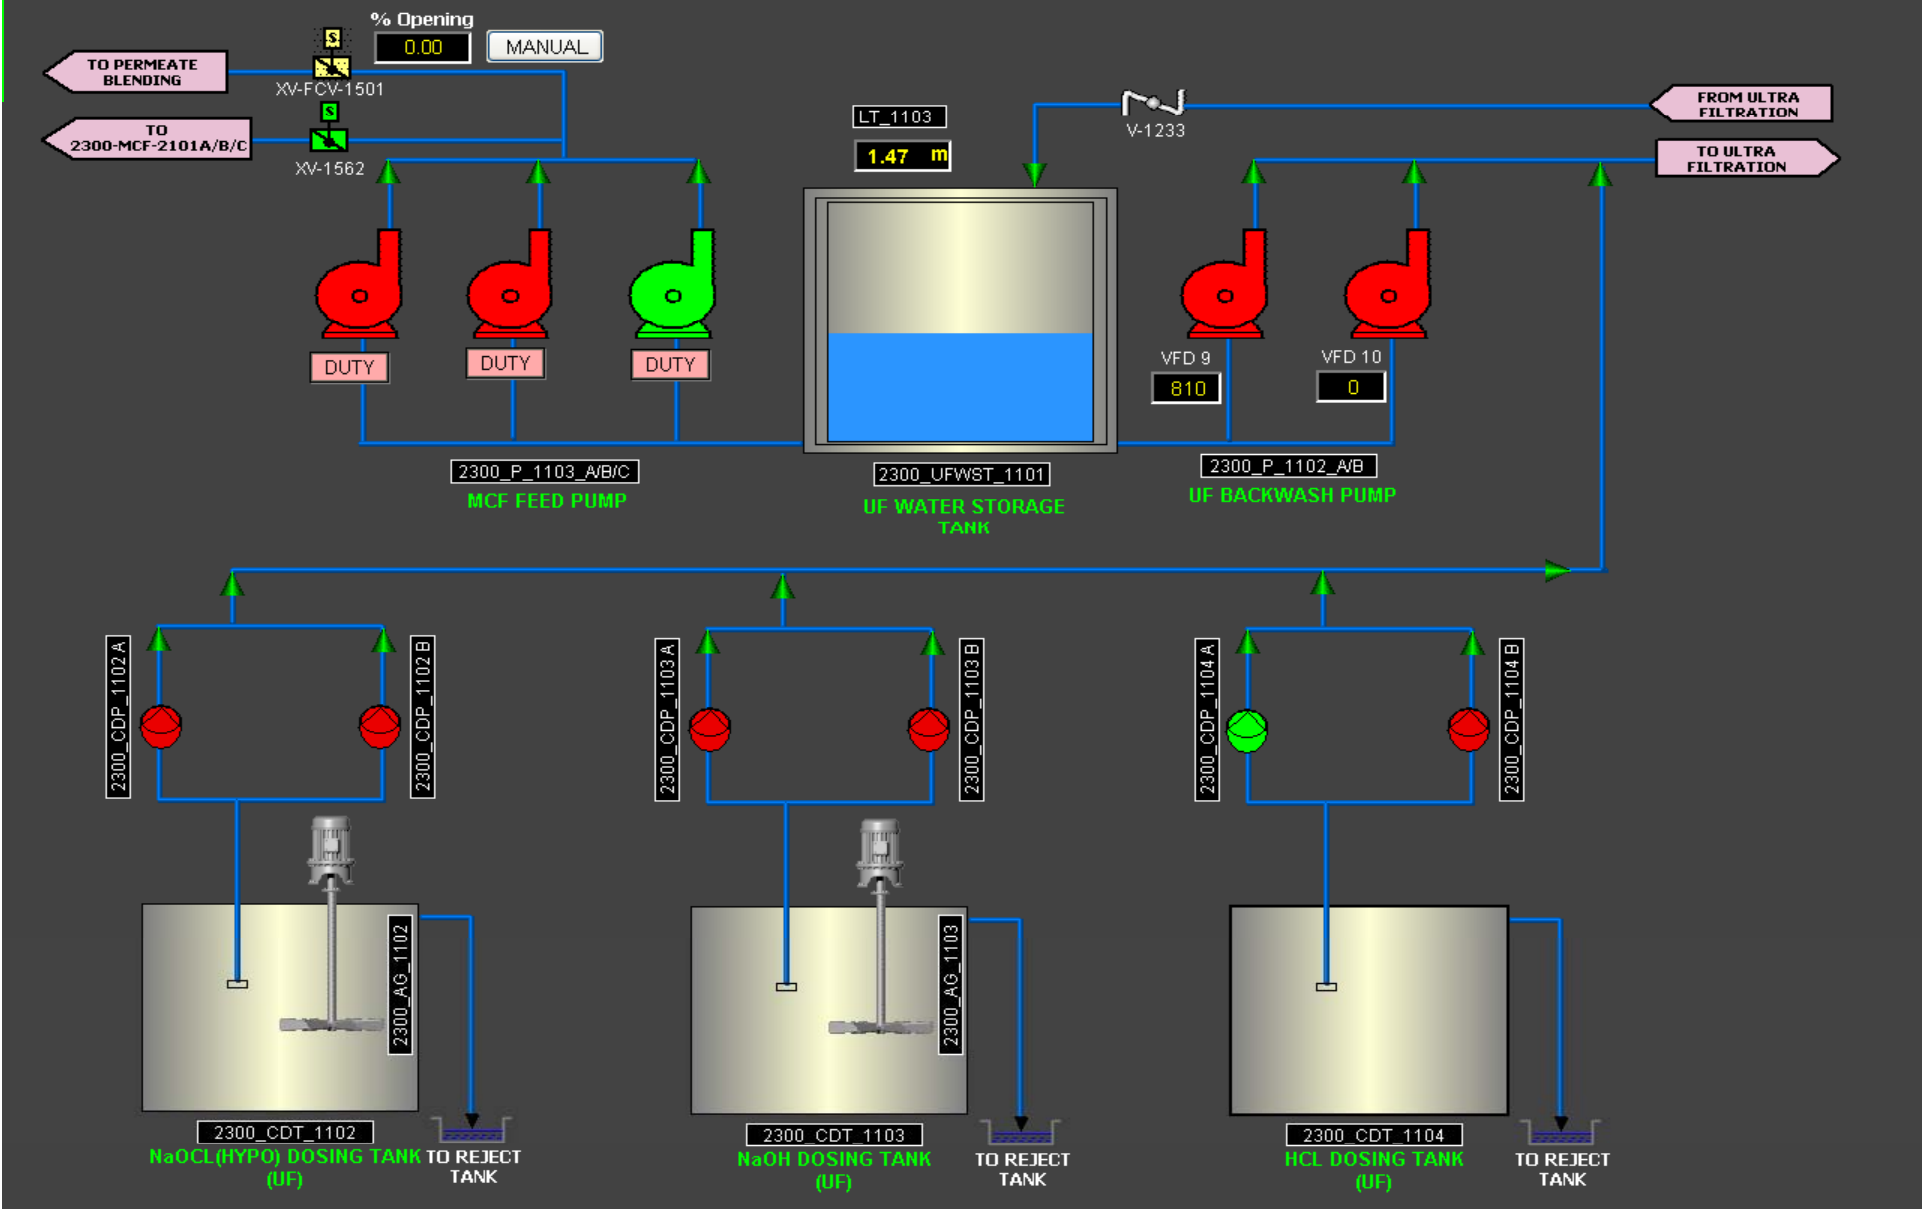 % Opening
0.00
MANUAL
S
TO PERMEATE
BLENDING
XV-FCV-1501
S
TO
2300-MCF-2101A/B/C
XV-1562
LT_1103
1.47 m
V-1233
FROM ULTRA
FILTRATION
TO ULTRA
FILTRATION
DUTY
DUTY
DUTY
VFD 9
810
VFD 10
0
2300_P_1103_A/B/C
MCF FEED PUMP
2300_UFWST_1101
UF WATER STORAGE
TANK
2300_P_1102_A/B
UF BACKWASH PUMP
2300_CDP_1102 A
2300_CDP_1102 B
2300_CDP_1103 A
2300_CDP_1103 B
2300_CDP_1104 A
2300_CDP_1104 B
2300_AG_1102
2300_AG_1103
2300_CDT_1102
NaOCL(HYPO) DOSING TANK
(UF)
TO REJECT
TANK
2300_CDT_1103
NaOH DOSING TANK
(UF)
TO REJECT
TANK
2300_CDT_1104
HCL DOSING TANK
(UF)
TO REJECT
TANK